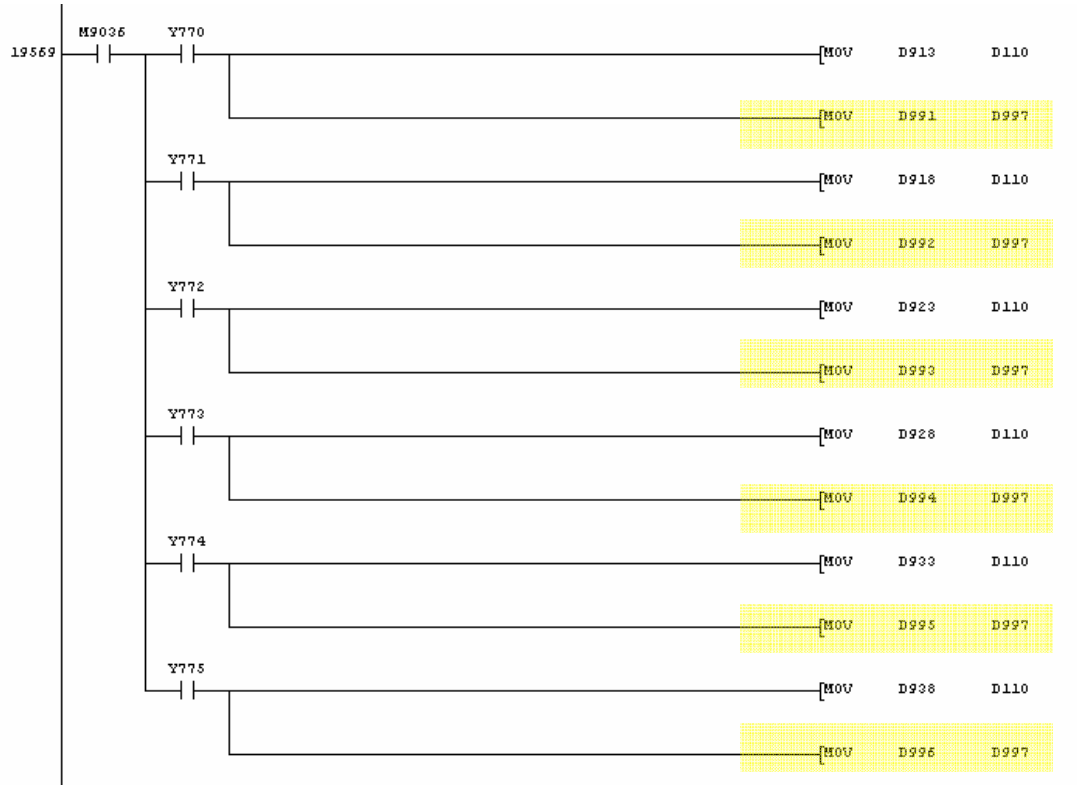 M9036 Y770
19569 [MOV D913 D110
[MOV D991 D997
Y771
[MOV D918 D110
[MOV D992 D997
Y772
[MOV D923 D110
[MOV D993 D997
Y773
[MOV D928 D110
[MOV D994 D997
Y774
[MOV D933 D110
[MOV D995 D997
Y775
[MOV D938 D110
[MOV D996 D997